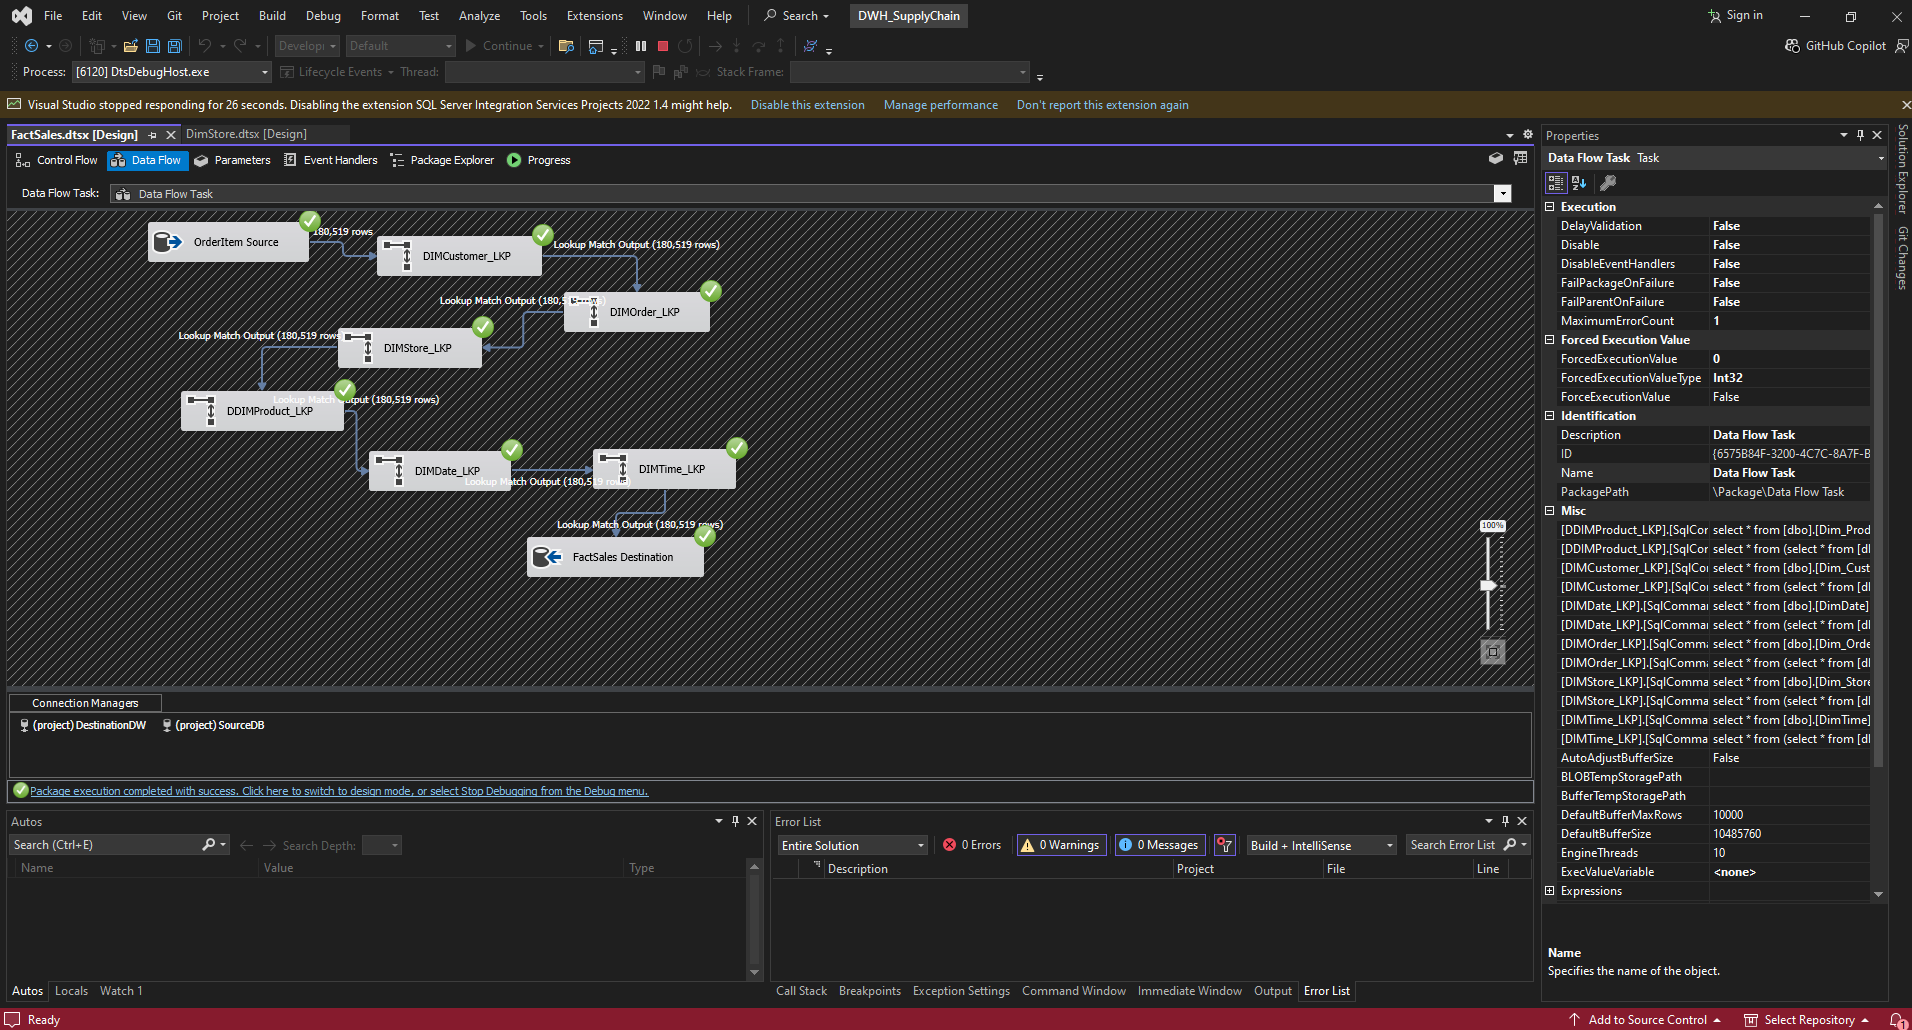 File Edit View Git Project Build Debug Format Test Analyze Tools Extensions Window Help Search DWH_SupplyChain Sign in
Develop Default Continue GitHub Copilot
Process: [6120] DtsDebugHost.exe Lifecycle Events Thread: Stack Frame:
Visual Studio stopped responding for 26 seconds. Disabling the extension SQL Server Integration Services Projects 2022 1.4 might help. Disable this extension Manage performance Don't report this extension again
FactSales.dtsx [Design] DimStore.dtsx [Design]
Control Flow Data Flow Parameters Event Handlers Package Explorer Progress
Data Flow Task: Data Flow Task
180,519 rows
OrderItem Source
Lookup Match Output (180,519 rows)
DIMCustomer_LKP
Lookup Match Output (180,519 rows)
DIMOrder_LKP
Lookup Match Output (180,519 rows)
DIMStore_LKP
Lookup Match Output (180,519 rows)
DDIMProduct_LKP
DIMDate_LKP
DIMTime_LKP
Lookup Match Output (180,519 rows)
Lookup Match Output (180,519 rows)
FactSales Destination
100%
Connection Managers
(project) DestinationDW (project) SourceDB
Package execution completed with success. Click here to switch to design mode, or select Stop Debugging from the Debug menu.
Autos
Search (Ctrl+E) Search Depth:
Name Value Type
Autos Locals Watch 1
Error List
Entire Solution 0 Errors 0 Warnings 0 Messages Build + IntelliSense Search Error List
Description Project File Line
Call Stack Breakpoints Exception Settings Command Window Immediate Window Output Error List
Properties
Data Flow Task Task
Execution
DelayValidation False
Disable False
DisableEventHandlers False
FailPackageOnFailure False
FailParentOnFailure False
MaximumErrorCount 1
Forced Execution Value
ForcedExecutionValue 0
ForcedExecutionValueType Int32
ForceExecutionValue False
Identification
Description Data Flow Task
ID {6575B84F-3200-4C7C-8A7F-B
Name Data Flow Task
PackagePath \Package\Data Flow Task
Misc
[DDIMProduct_LKP].[SqlCor select * from [dbo].[Dim_Prod
[DDIMProduct_LKP].[SqlCor select * from (select * from [dl
[DIMCustomer_LKP].[SqlCor select * from [dbo].[Dim_Cust
[DIMCustomer_LKP].[SqlCor select * from (select * from [dl
[DIMDate_LKP].[SqlCommar select * from [dbo].[DimDate]
[DIMDate_LKP].[SqlCommar select * from (select * from [dl
[DIMOrder_LKP].[SqlComma select * from [dbo].[Dim_Orde
[DIMOrder_LKP].[SqlComma select * from (select * from [dl
[DIMStore_LKP].[SqlComma select * from [dbo].[Dim_Store
[DIMStore_LKP].[SqlComma select * from (select * from [dl
[DIMTime_LKP].[SqlComma select * from [dbo].[DimTime]
[DIMTime_LKP].[SqlComma select * from (select * from [dl
AutoAdjustBufferSize False
BLOBTempStoragePath
BufferTempStoragePath
DefaultBufferMaxRows 10000
DefaultBufferSize 10485760
EngineThreads 10
ExecValueVariable <none>
Expressions
Name
Specifies the name of the object.
Solution Explorer
Git Changes
Ready Add to Source Control Select Repository 1